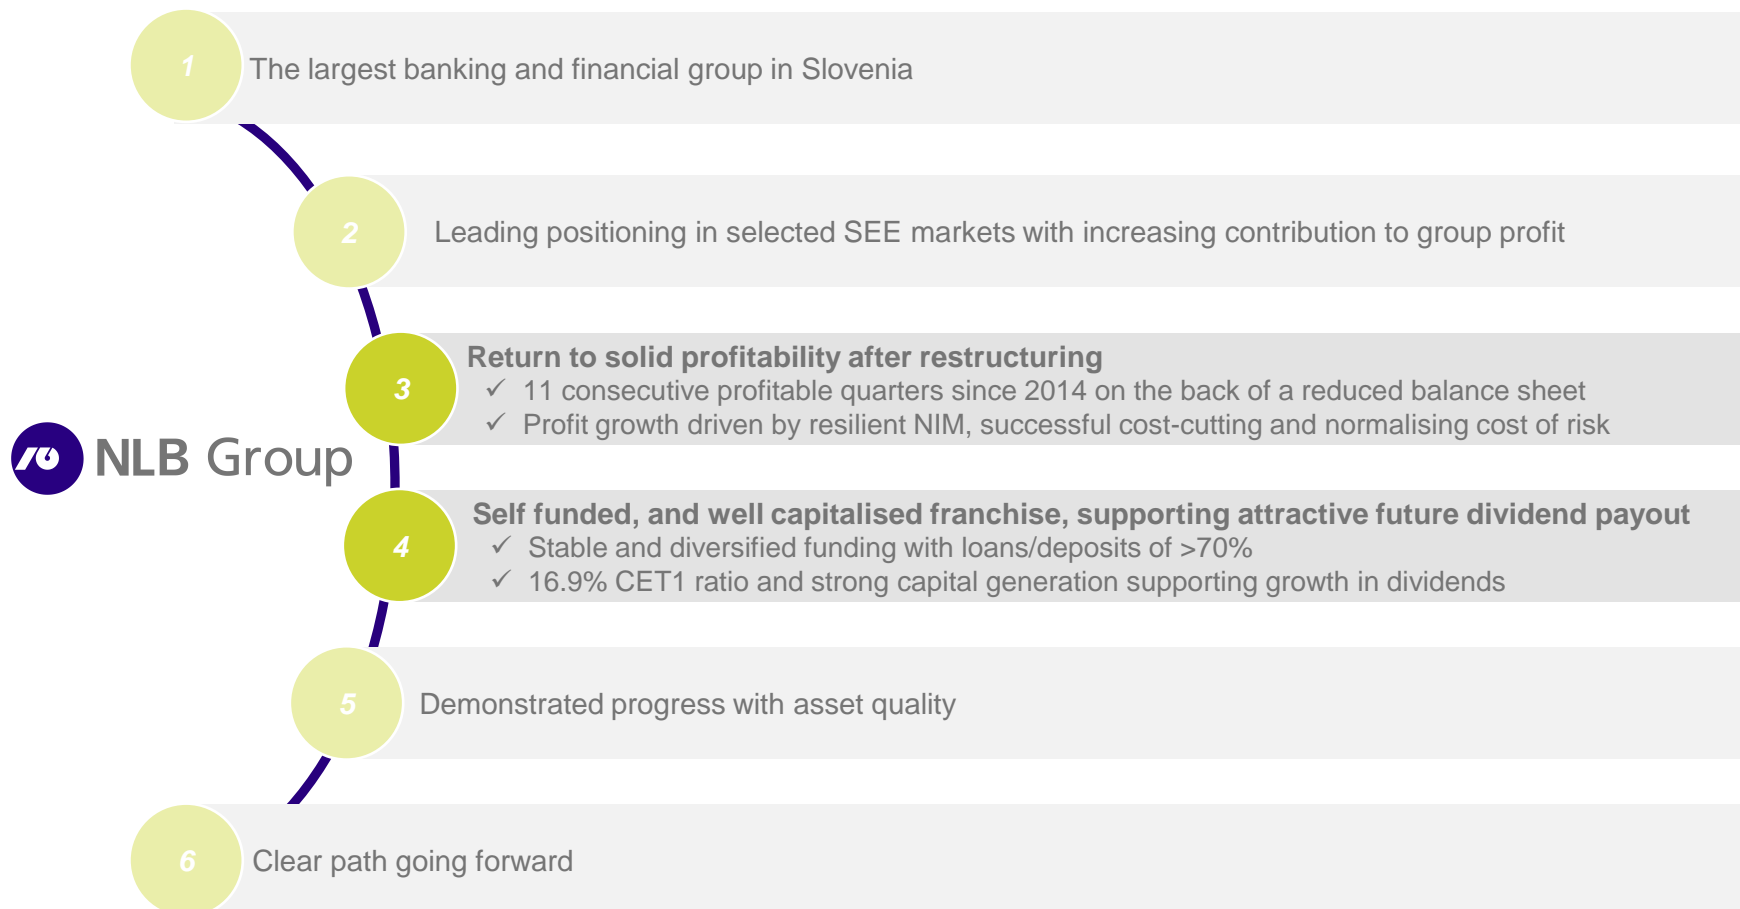 1
The largest banking and financial group in Slovenia
2
Leading positioning in selected SEE markets with increasing contribution to group profit
3
Return to solid profitability after restructuring
✓ 11 consecutive profitable quarters since 2014 on the back of a reduced balance sheet
✓ Profit growth driven by resilient NIM, successful cost-cutting and normalising cost of risk
NLB Group
4
Self funded, and well capitalised franchise, supporting attractive future dividend payout
✓ Stable and diversified funding with loans/deposits of >70%
✓ 16.9% CET1 ratio and strong capital generation supporting growth in dividends
5
Demonstrated progress with asset quality
6
Clear path going forward